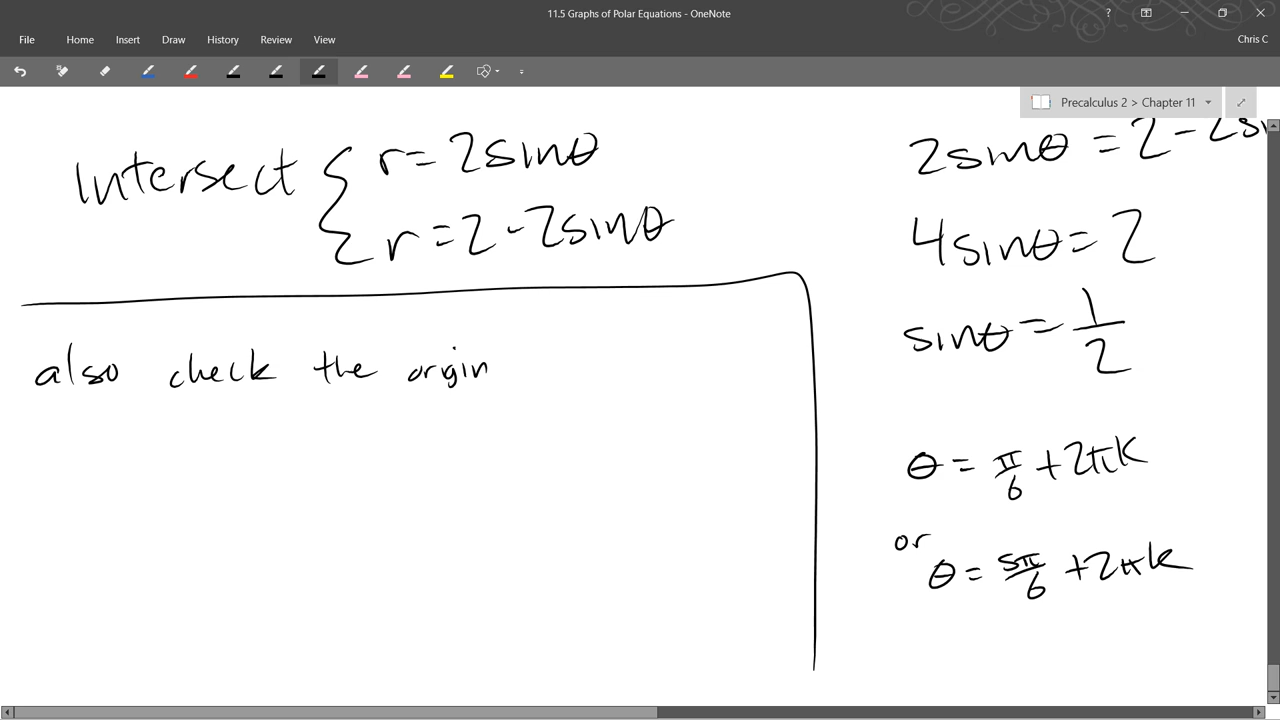 11.5 Graphs of Polar Equations - OneNote
File Home Insert Draw History Review View
Chris C
Precalculus 2 > Chapter 11
Intersect { r = 2sinθ
r = 2 - 2sinθ
also check the origin
2sinθ = 2 - 2si
4sinθ = 2
sinθ = 1/2
θ = π/6 + 2πk
or
θ = 5π/6 + 2πk